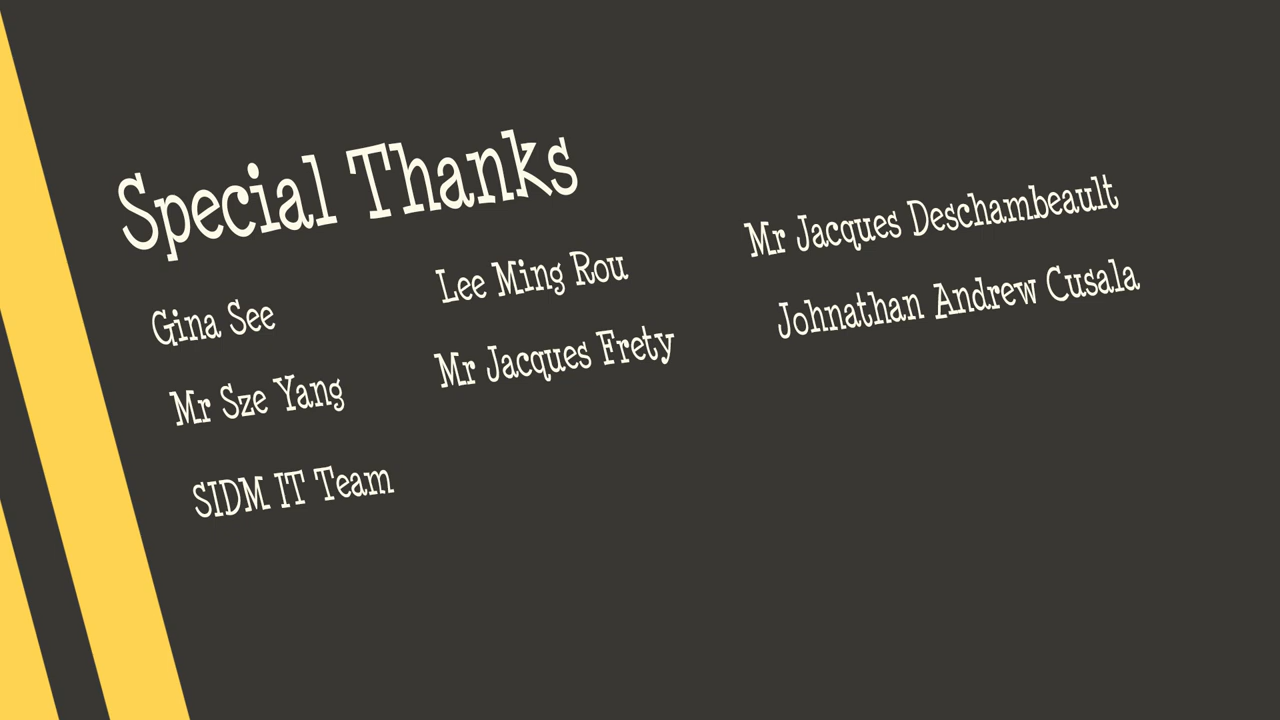 Special Thanks
Gina See
Mr Sze Yang
SIDM IT Team
Lee Ming Rou
Mr Jacques Frety
Mr Jacques Deschambeault
Johnathan Andrew Cusala